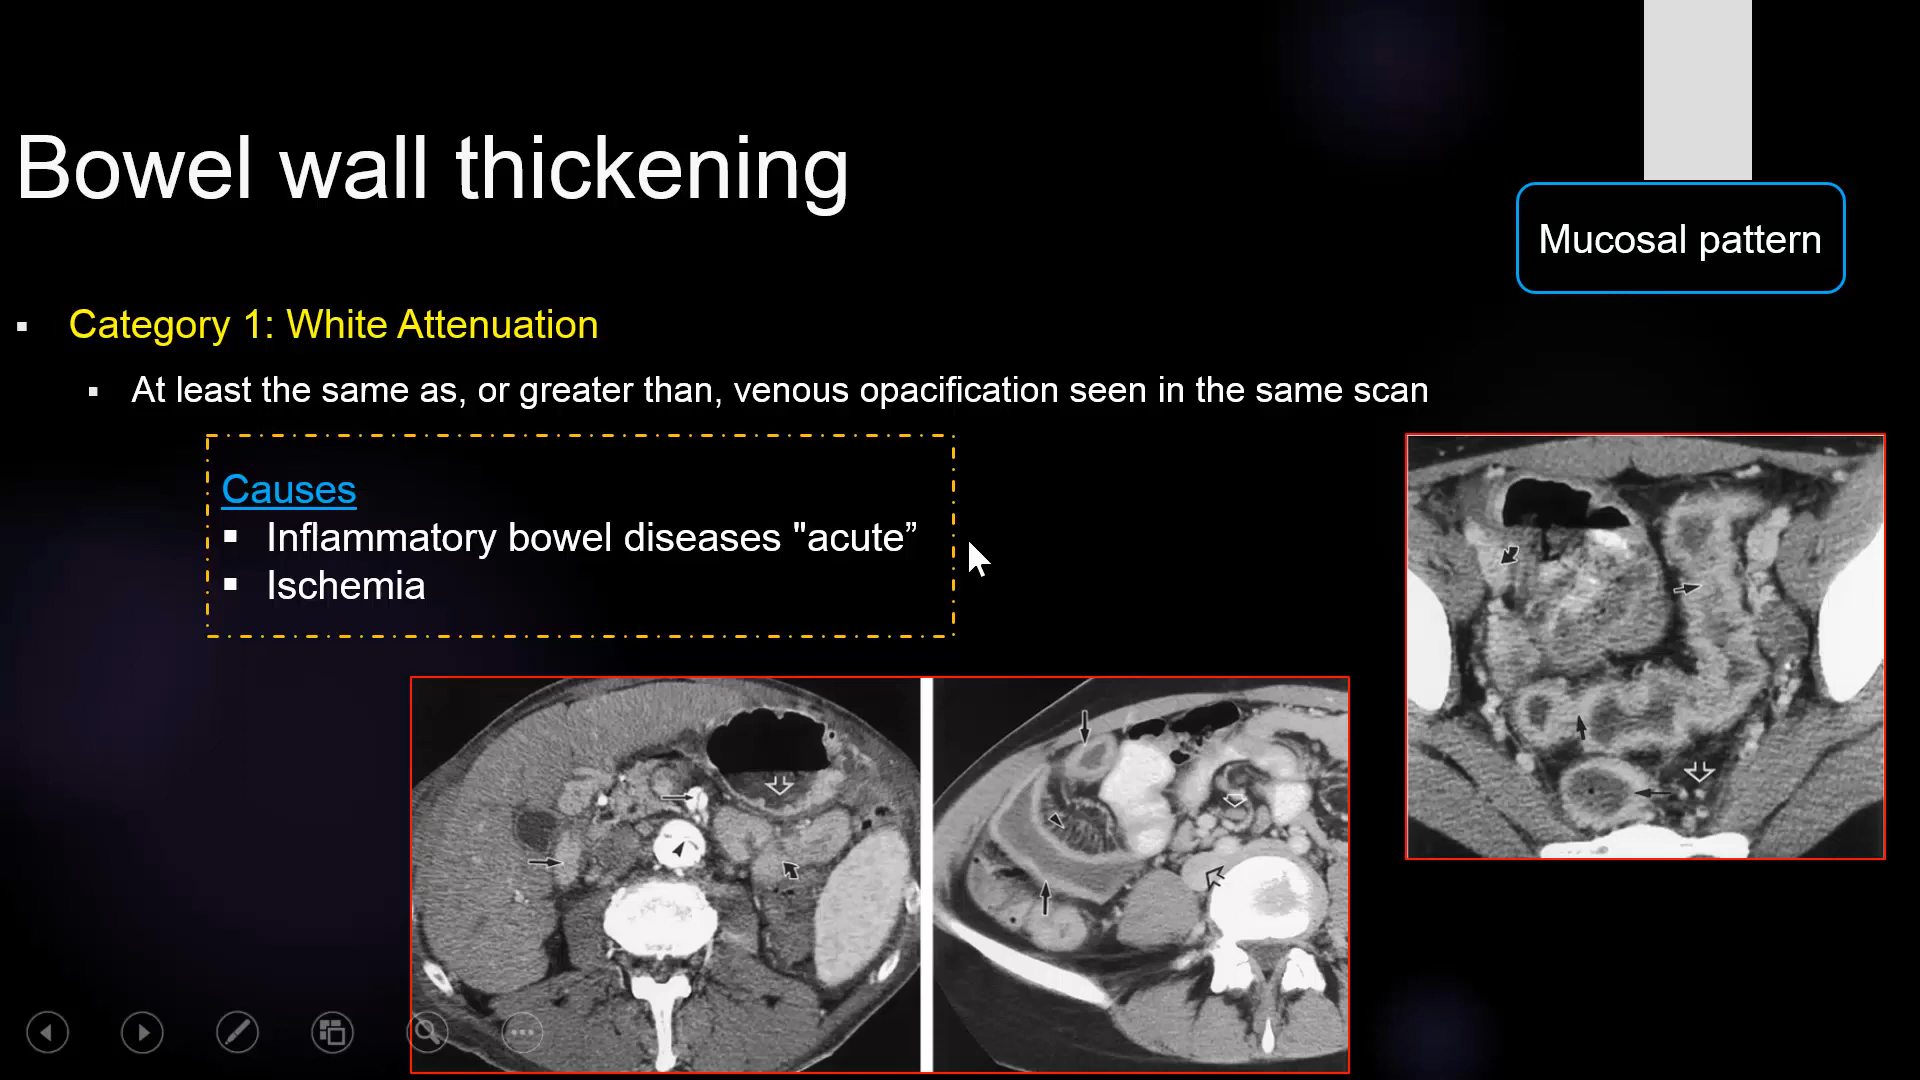 Bowel wall thickening
Mucosal pattern
Category 1: White Attenuation
At least the same as, or greater than, venous opacification seen in the same scan
Causes
Inflammatory bowel diseases "acute”
Ischemia